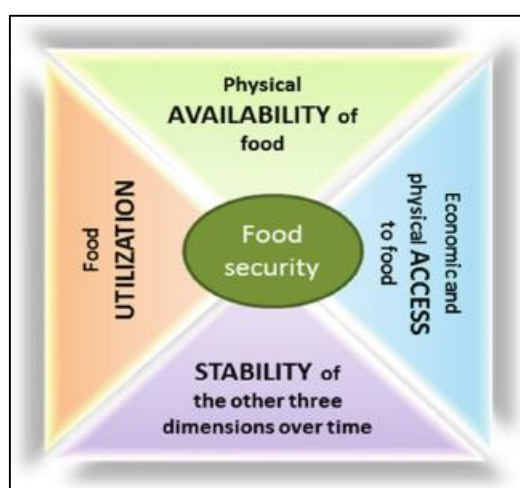 Physical
AVAILABILITY of
food
Food
UTILIZATION
Food
security
Economic and
physical ACCESS
to food
STABILITY of
the other three
dimensions over time